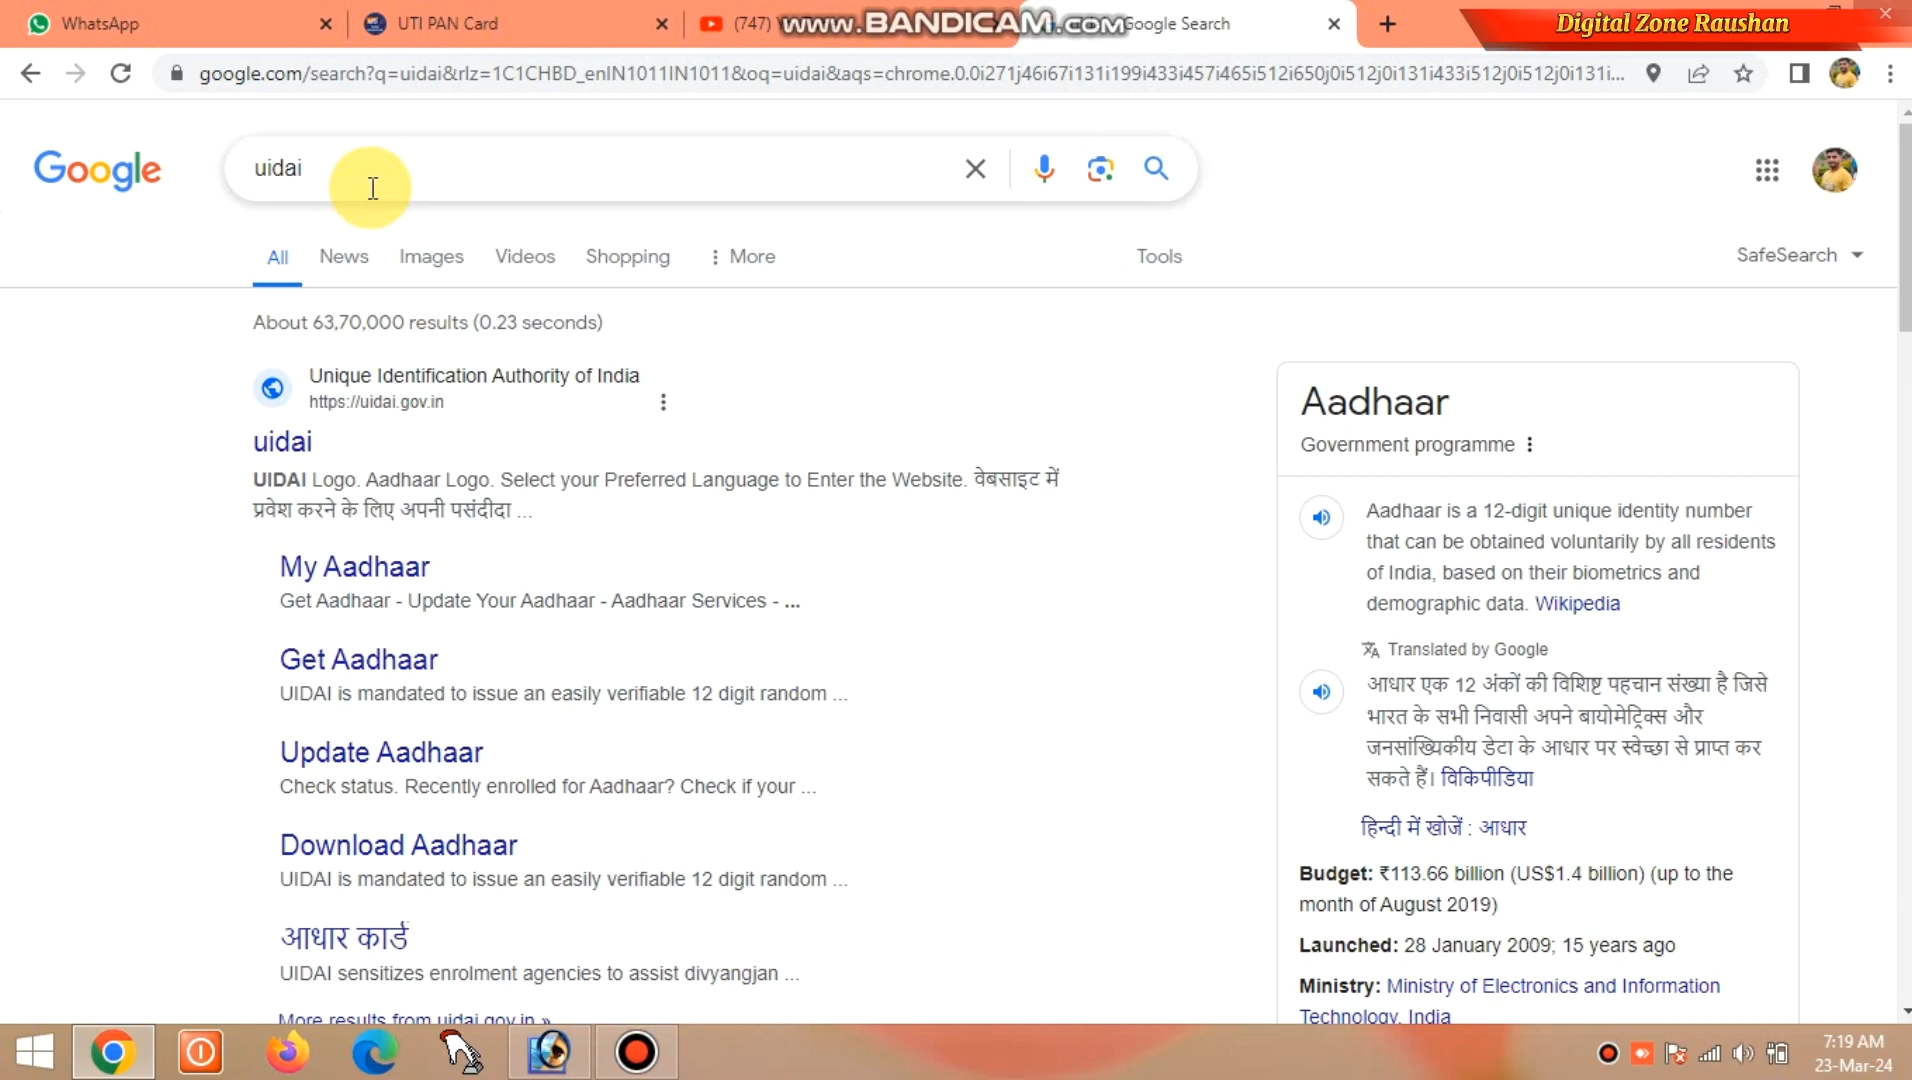 WhatsApp
UTI PAN Card
(747)
www.BANDICAM.com
Google Search
Digital Zone Raushan
google.com/search?q=uidai&rlz=1C1CHBD_enIN1011IN1011&oq=uidai&aqs=chrome.0.0i271j46i67i131i199i433i457i465i512i650j0i512j0i131i433i512j0i512j0i131i...
Google
uidai
All
News
Images
Videos
Shopping
More
Tools
SafeSearch
About 63,70,000 results (0.23 seconds)
Unique Identification Authority of India
https://uidai.gov.in
uidai
UIDAI Logo. Aadhaar Logo. Select your Preferred Language to Enter the Website. वेबसाइट में
प्रवेश करने के लिए अपनी पसंदीदा ...
My Aadhaar
Get Aadhaar - Update Your Aadhaar - Aadhaar Services - ...
Get Aadhaar
UIDAI is mandated to issue an easily verifiable 12 digit random ...
Update Aadhaar
Check status. Recently enrolled for Aadhaar? Check if your ...
Download Aadhaar
UIDAI is mandated to issue an easily verifiable 12 digit random ...
आधार कार्ड
UIDAI sensitizes enrolment agencies to assist divyangjan ...
More results from uidai.gov.in »
Aadhaar
Government programme
Aadhaar is a 12-digit unique identity number
that can be obtained voluntarily by all residents
of India, based on their biometrics and
demographic data. Wikipedia
Translated by Google
आधार एक 12 अंकों की विशिष्ट पहचान संख्या है जिसे
भारत के सभी निवासी अपने बायोमेट्रिक्स और
जनसांख्यिकीय डेटा के आधार पर स्वेच्छा से प्राप्त कर
सकते हैं। विकिपीडिया
हिन्दी में खोजें : आधार
Budget: ₹113.66 billion (US$1.4 billion) (up to the
month of August 2019)
Launched: 28 January 2009; 15 years ago
Ministry: Ministry of Electronics and Information
Technology, India
7:19 AM
23-Mar-24